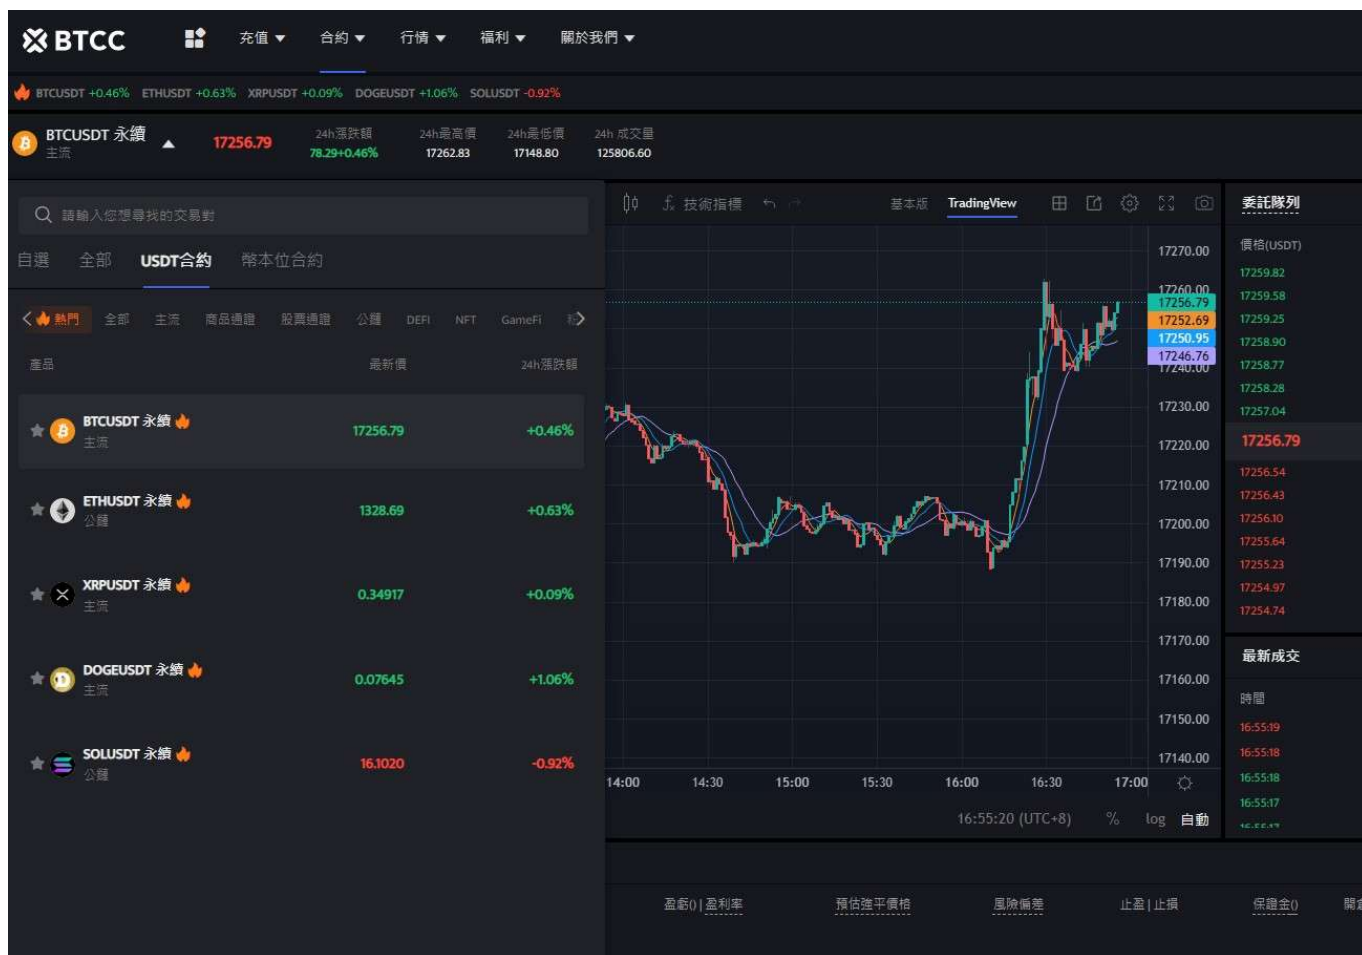 BTCC 充值 合約 行情 福利 關於我們
BTCUSDT +0.46% ETHUSDT +0.63% XRPUSDT +0.09% DOGEUSDT +1.06% SOLUSDT -0.92%
BTCUSDT 永續
主流
17256.79
24h漲跌額 24h最高價 24h最低價 24h 成交量
78.29+0.46% 17262.83 17148.80 125806.60
請輸入您想尋找的交易對
自選 全部 USDT合約 幣本位合約
熱門 全部 主流 商品通證 股票通證 公鏈 DEFI NFT GameFi
產品 最新價 24h漲跌額
BTCUSDT 永續 17256.79 +0.46%
主流
ETHUSDT 永續 1328.69 +0.63%
公鏈
XRPUSDT 永續 0.34917 +0.09%
主流
DOGEUSDT 永續 0.07645 +1.06%
主流
SOLUSDT 永續 16.1020 -0.92%
公鏈
技術指標 基本版 TradingView
17270.00
17260.00
17256.79
17252.69
17250.95
17246.76
17240.00
17230.00
17220.00
17210.00
17200.00
17190.00
17180.00
17170.00
17160.00
17150.00
17140.00
14:00 14:30 15:00 15:30 16:00 16:30 17:00
16:55:20 (UTC+8) % log 自動
委託隊列
價格(USDT)
17259.82
17259.58
17259.25
17258.90
17258.77
17258.28
17257.04
17256.79
17256.54
17256.43
17256.10
17255.64
17255.23
17254.97
17254.74
最新成交
時間
16:55:19
16:55:18
16:55:18
16:55:17
16:55:17
盈虧()|盈利率 預估強平價格 風險偏差 止盈|止損 保證金()